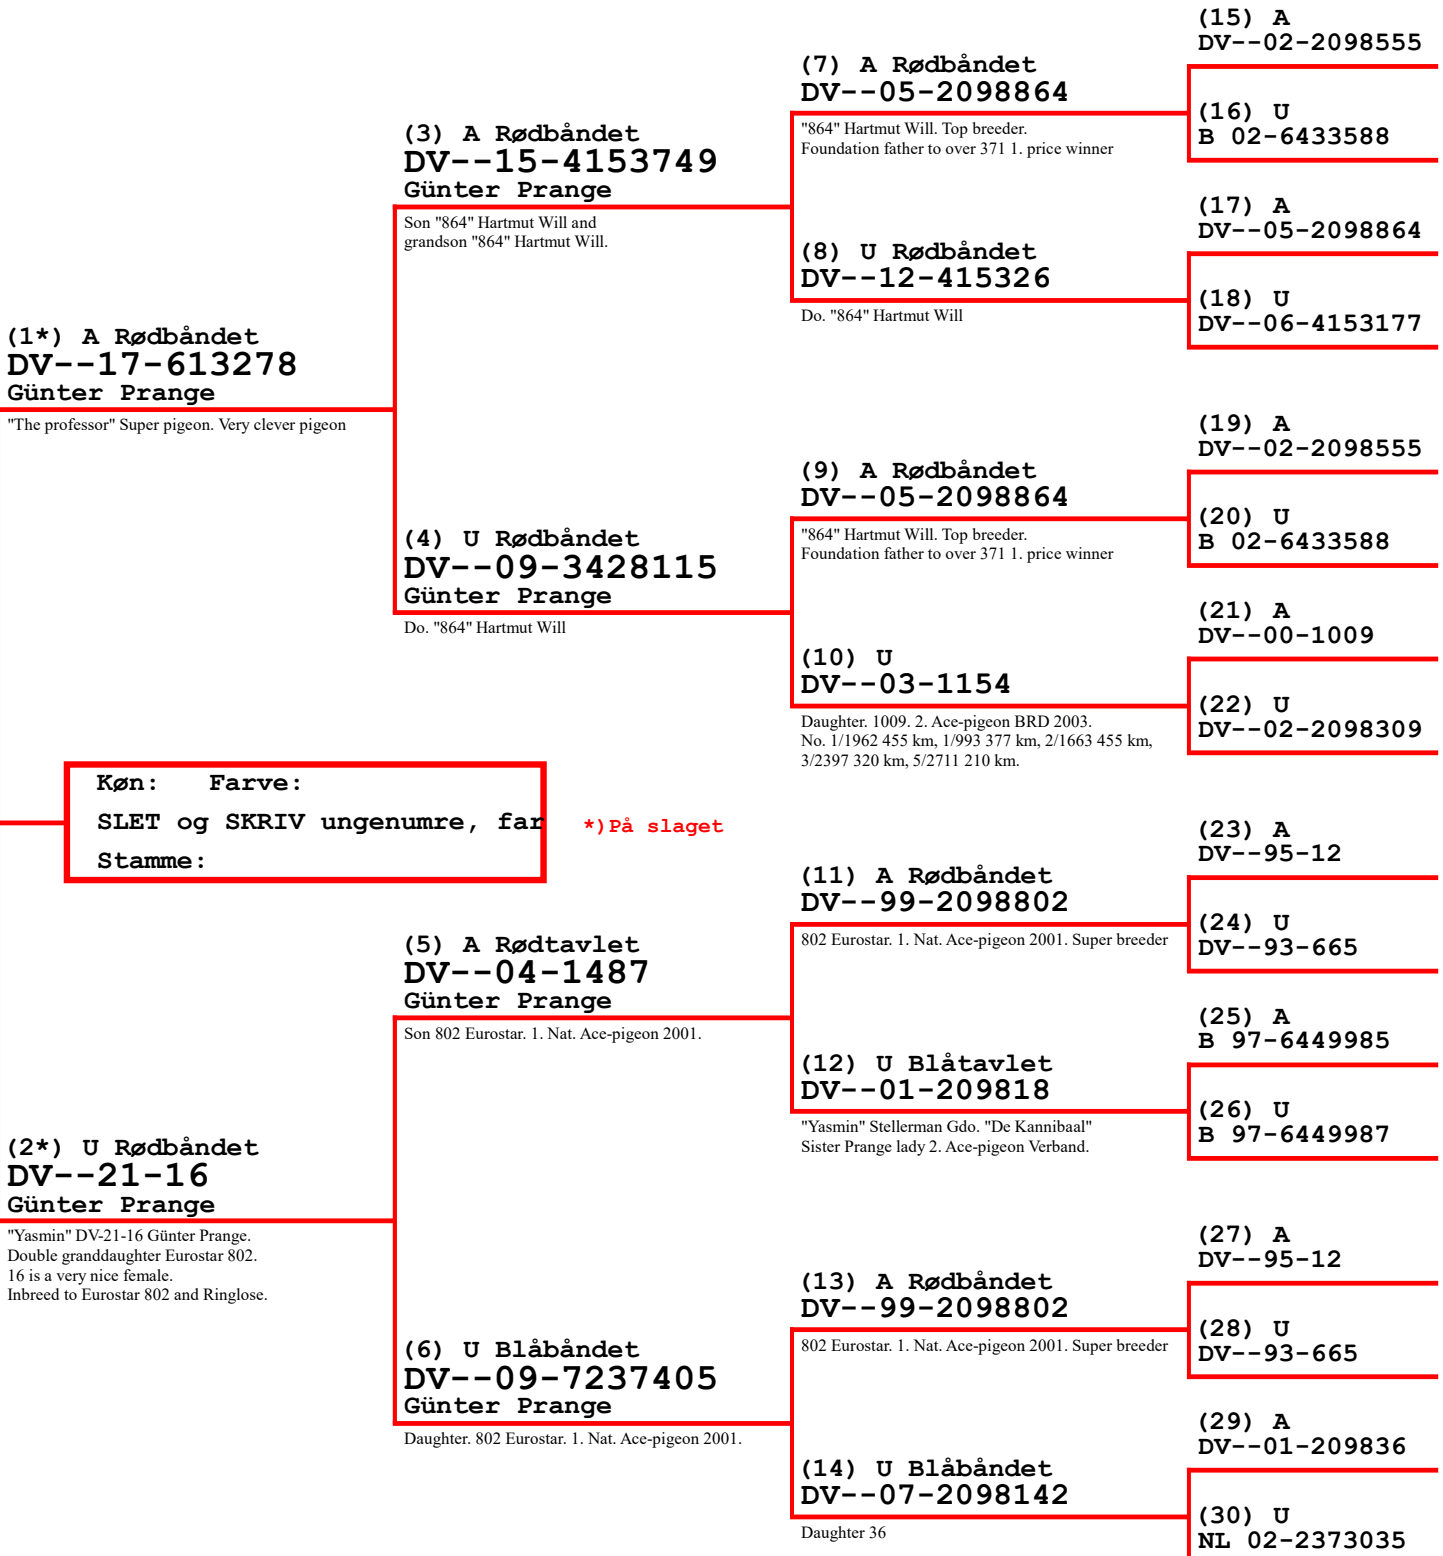 (1*) A Rødbåndet
DV--17-613278
Günter Prange
"The professor" Super pigeon. Very clever pigeon
Køn: Farve:
SLET og SKRIV ungenumre, far
Stamme:
*)På slaget
(2*) U Rødbåndet
DV--21-16
Günter Prange
"Yasmin" DV-21-16 Günter Prange.
Double granddaughter Eurostar 802.
16 is a very nice female.
Inbreed to Eurostar 802 and Ringlose.
(3) A Rødbåndet
DV--15-4153749
Günter Prange
Son "864" Hartmut Will and
grandson "864" Hartmut Will.
(4) U Rødbåndet
DV--09-3428115
Günter Prange
Do. "864" Hartmut Will
(5) A Rødtavlet
DV--04-1487
Günter Prange
Son 802 Eurostar. 1. Nat. Ace-pigeon 2001.
(6) U Blåbåndet
DV--09-7237405
Günter Prange
Daughter. 802 Eurostar. 1. Nat. Ace-pigeon 2001.
(7) A Rødbåndet
DV--05-2098864
"864" Hartmut Will. Top breeder.
Foundation father to over 371 1. price winner
(8) U Rødbåndet
DV--12-415326
Do. "864" Hartmut Will
(9) A Rødbåndet
DV--05-2098864
"864" Hartmut Will. Top breeder.
Foundation father to over 371 1. price winner
(10) U
DV--03-1154
Daughter. 1009. 2. Ace-pigeon BRD 2003.
No. 1/1962 455 km, 1/993 377 km, 2/1663 455 km,
3/2397 320 km, 5/2711 210 km.
(11) A Rødbåndet
DV--99-2098802
802 Eurostar. 1. Nat. Ace-pigeon 2001. Super breeder
(12) U Blåtavlet
DV--01-209818
"Yasmin" Stellerman Gdo. "De Kannibaal"
Sister Prange lady 2. Ace-pigeon Verband.
(13) A Rødbåndet
DV--99-2098802
802 Eurostar. 1. Nat. Ace-pigeon 2001. Super breeder
(14) U Blåbåndet
DV--07-2098142
Daughter 36
(15) A
DV--02-2098555
(16) U
B 02-6433588
(17) A
DV--05-2098864
(18) U
DV--06-4153177
(19) A
DV--02-2098555
(20) U
B 02-6433588
(21) A
DV--00-1009
(22) U
DV--02-2098309
(23) A
DV--95-12
(24) U
DV--93-665
(25) A
B 97-6449985
(26) U
B 97-6449987
(27) A
DV--95-12
(28) U
DV--93-665
(29) A
DV--01-209836
(30) U
NL 02-2373035